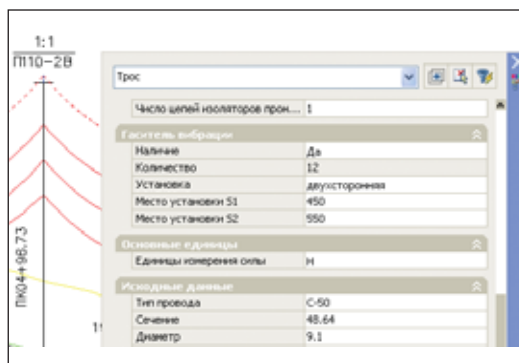 1:1
П110-2В
Трос
Число цепей изоляторов пром.... 1
Гаситель вибрации
Наличие Да
Количество 12
Установка двухсторонняя
Место установки S1 450
Место установки S2 550
Основные единицы
Единицы измерения силы Н
Исходные данные
Тип провода С-50
Сечение 48.64
Диаметр 9.1
ПК04+98.73